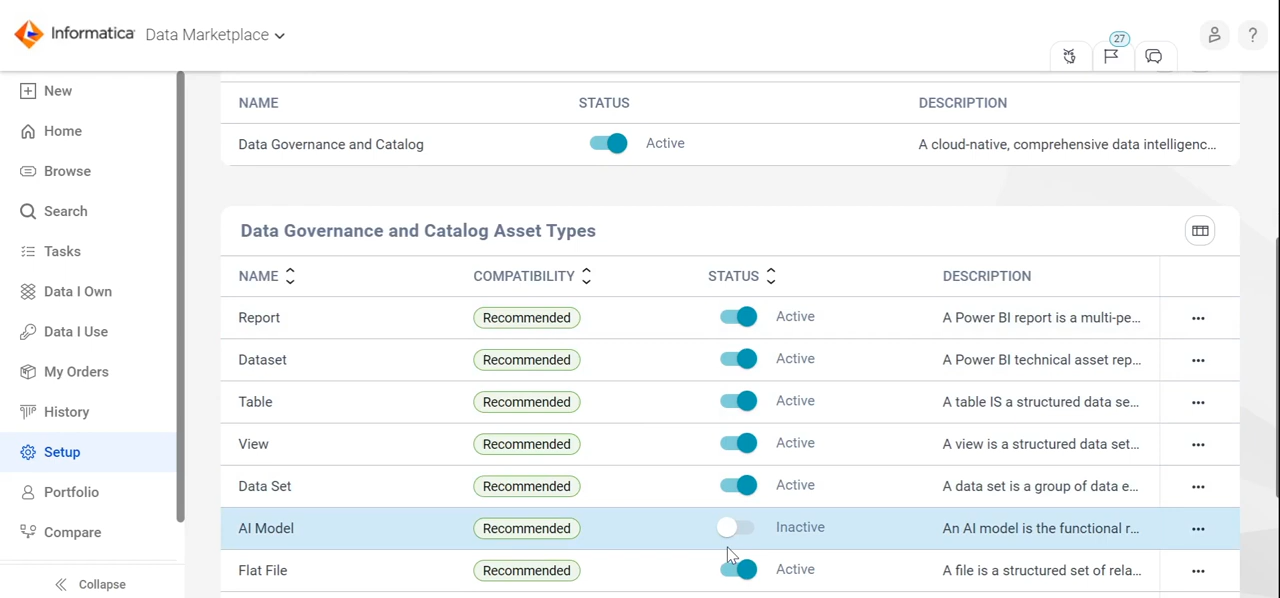 Informatica Data Marketplace
27
?
New
Home
Browse
Search
Tasks
Data I Own
Data I Use
My Orders
History
Setup
Portfolio
Compare
Collapse
NAME STATUS DESCRIPTION
Data Governance and Catalog Active A cloud-native, comprehensive data intelligenc...
Data Governance and Catalog Asset Types
NAME COMPATIBILITY STATUS DESCRIPTION
Report Recommended Active A Power BI report is a multi-pe...
Dataset Recommended Active A Power BI technical asset rep...
Table Recommended Active A table IS a structured data se...
View Recommended Active A view is a structured data set...
Data Set Recommended Active A data set is a group of data e...
AI Model Recommended Inactive An AI model is the functional r...
Flat File Recommended Active A file is a structured set of rela...